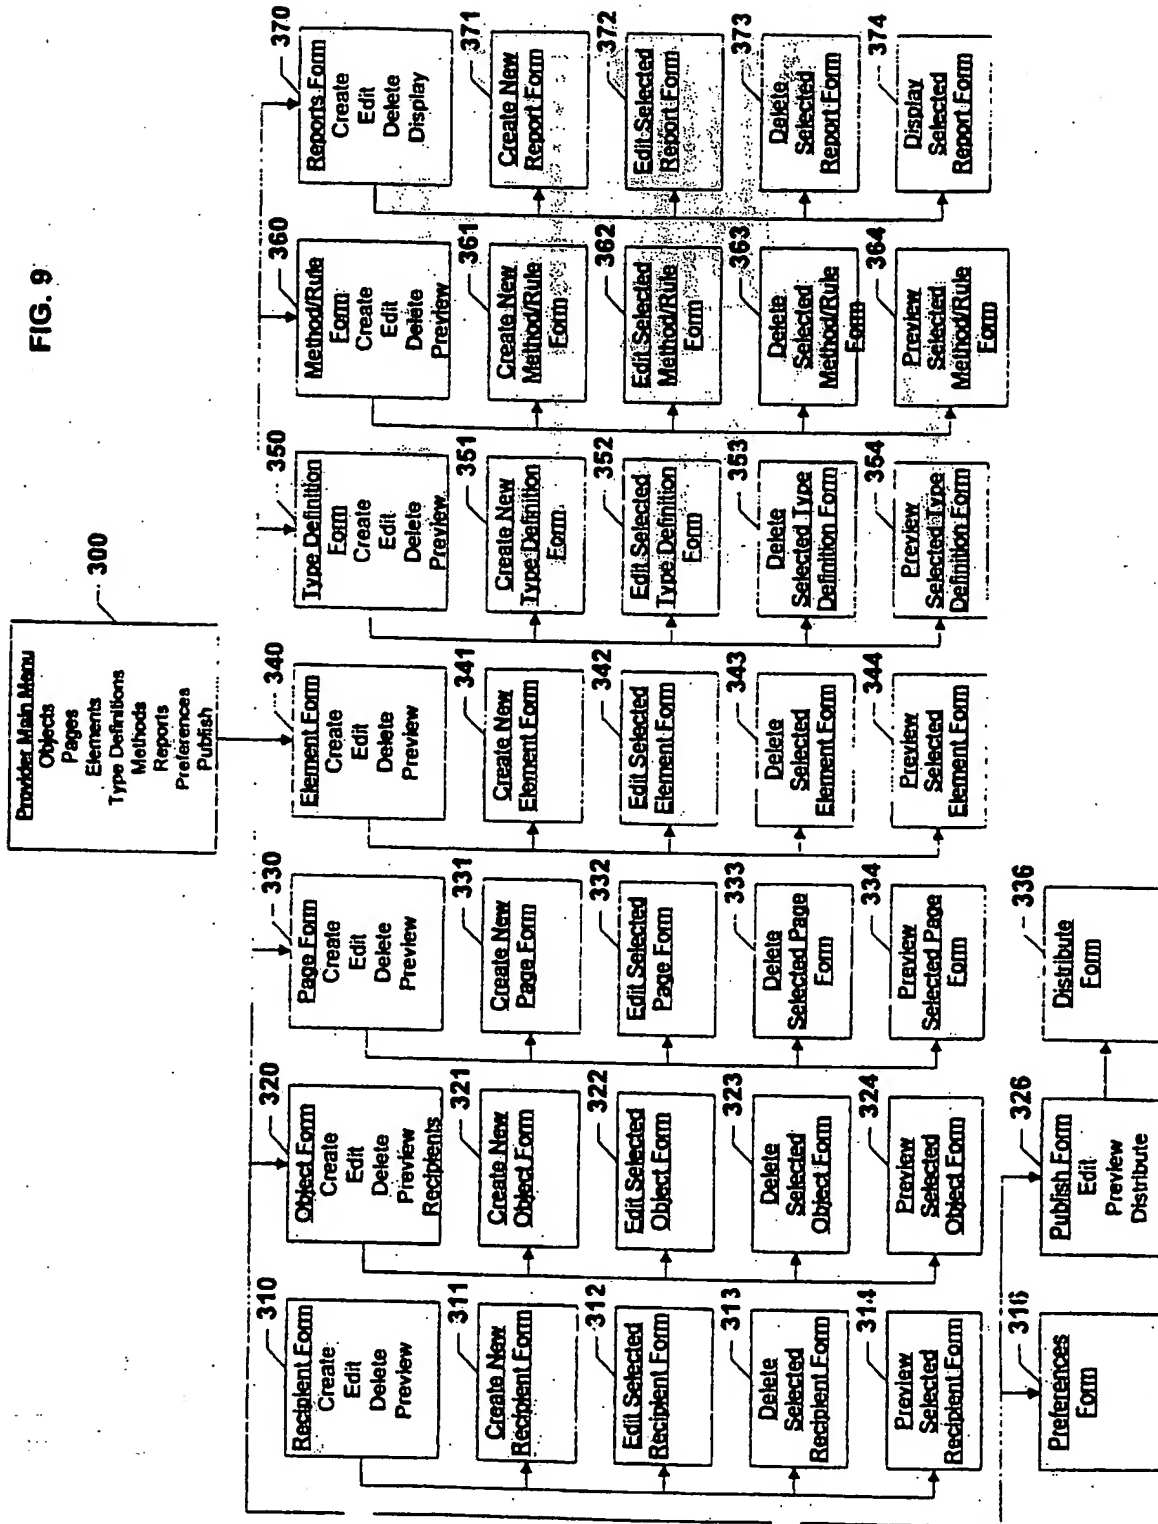 FIG. 9
Provider Main Menu
Objects
Pages
Elements
Type Definitions
Methods
Reports
Preferences
Publish
300
310
Recipient Form
Create
Edit
Delete
Preview
320
Object Form
Create
Edit
Delete
Preview
Recipients
330
Page Form
Create
Edit
Delete
Preview
340
Element Form
Create
Edit
Delete
Preview
350
Type Definition
Form
Create
Edit
Delete
Preview
360
Method/Rule
Form
Create
Edit
Delete
Preview
370
Reports Form
Create
Edit
Delete
Display
311
Create New
Recipient Form
321
Create New
Object Form
331
Create New
Page Form
341
Create New
Element Form
351
Create New
Type Definition
Form
361
Create New
Method/Rule
Form
371
Create New
Report Form
312
Edit Selected
Recipient Form
322
Edit Selected
Object Form
332
Edit Selected
Page Form
342
Edit Selected
Element Form
352
Edit Selected
Type Definition
Form
362
Edit Selected
Method/Rule
Form
372
Edit Selected
Report Form
313
Delete
Selected
Recipient Form
323
Delete
Selected
Object Form
333
Delete
Selected Page
Form
343
Delete
Selected
Element Form
353
Delete
Selected Type
Definition Form
363
Delete
Selected
Method/Rule
Form
373
Delete
Selected
Report Form
314
Preview
Selected
Recipient Form
324
Preview
Selected
Object Form
334
Preview
Selected Page
Form
344
Preview
Selected
Element Form
354
Preview
Selected Type
Definition Form
364
Preview
Selected
Method/Rule
Form
374
Display
Selected
Report Form
316
Preferences
Form
326
Publish Form
Edit
Preview
Distribute
336
Distribute
Form